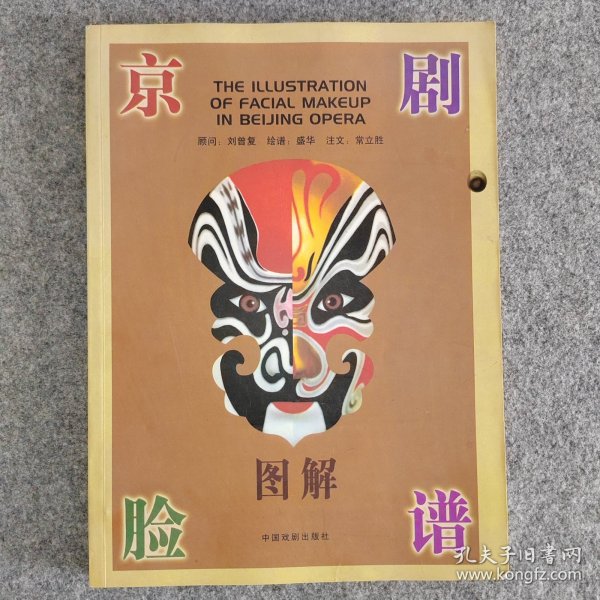 京剧
THE ILLUSTRATION
OF FACIAL MAKEUP
IN BEIJING OPERA
顾问：刘曾复 绘谱：盛华 注文：常立胜
图解
脸谱
中国戏剧出版社
孔夫子旧书网
www.kongfz.com